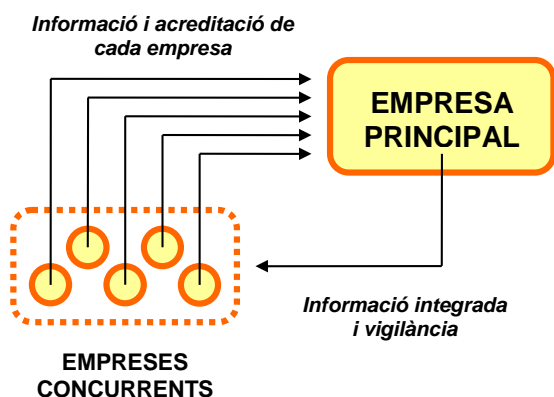 Informació i acreditació de
cada empresa
EMPRESA
PRINCIPAL
Informació integrada
i vigilància
EMPRESES
CONCURRENTS